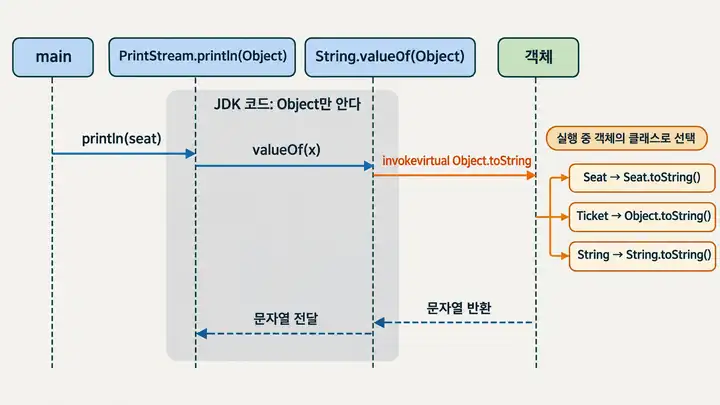 main
PrintStream.println(Object)
String.valueOf(Object)
객체
JDK 코드: Object만 안다
println(seat)
valueOf(x)
invokevirtual Object.toString
실행 중 객체의 클래스로 선택
Seat → Seat.toString()
Ticket → Object.toString()
String → String.toString()
문자열 반환
문자열 전달